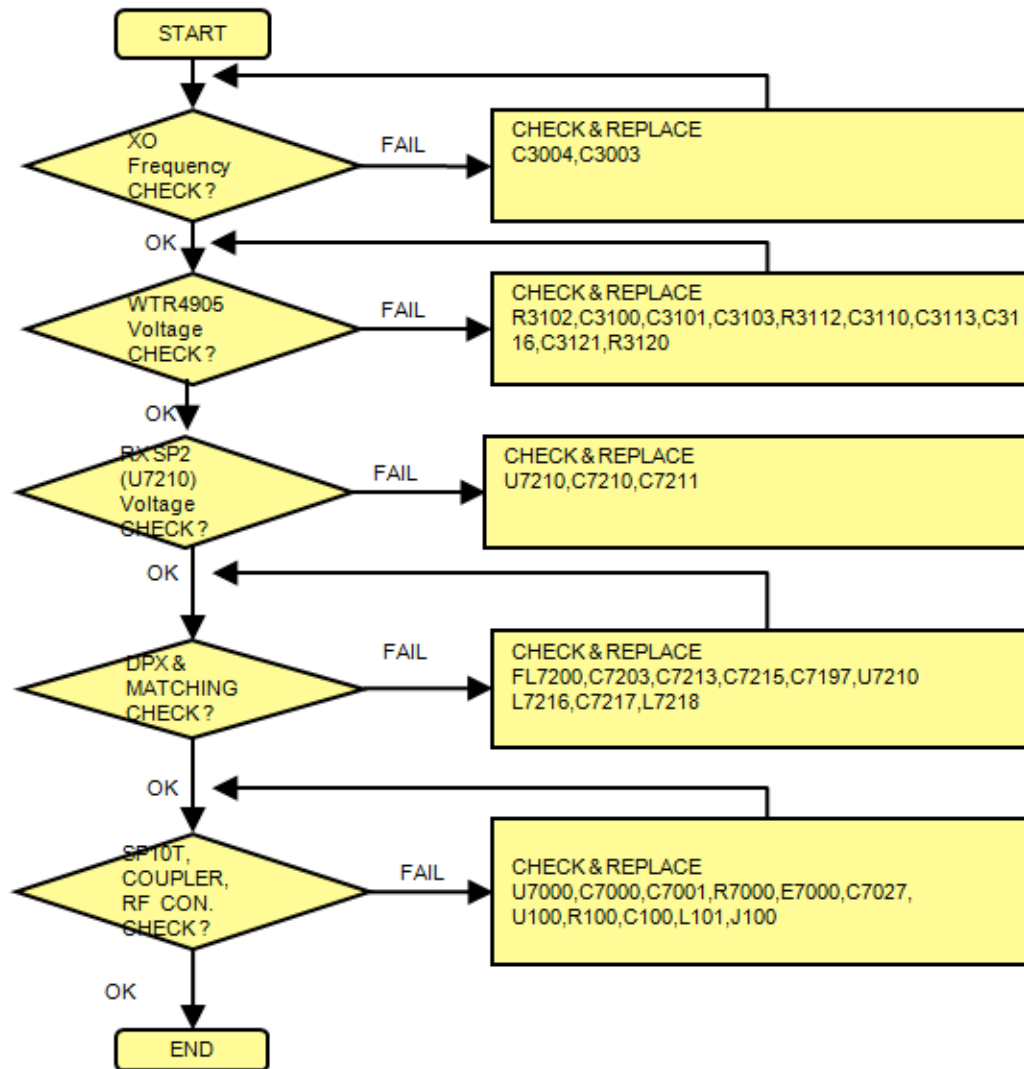 START
XO
Frequency
CHECK?
FAIL
CHECK & REPLACE
C3004,C3003
OK
WTR4905
Voltage
CHECK?
FAIL
CHECK & REPLACE
R3102,C3100,C3101,C3103,R3112,C3110,C3113,C31
16,C3121,R3120
OK
RXSP2
(U7210)
Voltage
CHECK?
FAIL
CHECK & REPLACE
U7210,C7210,C7211
OK
DPX &
MATCHING
CHECK?
FAIL
CHECK & REPLACE
FL7200,C7203,C7213,C7215,C7197,U7210
L7216,C7217,L7218
OK
SP10T,
COUPLER,
RF CON.
CHECK?
FAIL
CHECK & REPLACE
U7000,C7000,C7001,R7000,E7000,C7027,
U100,R100,C100,L101,J100
OK
END